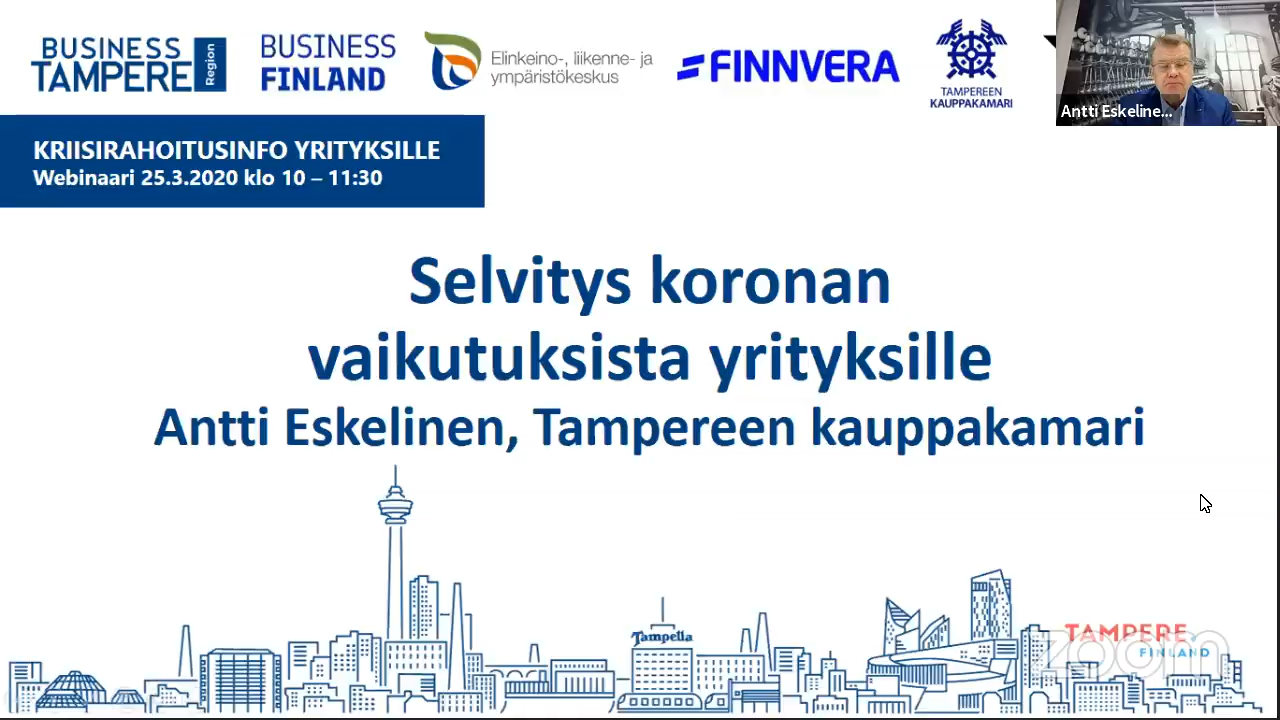 BUSINESS
TAMPERE
Region
BUSINESS
FINLAND
Elinkeino-, liikenne- ja
ympäristökeskus
FINNVERA
TAMPEREEN
KAUPPAKAMARI
Antti Eskeline...
KRIISIRAHOITUSINFO YRITYKSILLE
Webinaari 25.3.2020 klo 10 – 11:30
Selvitys koronan
vaikutuksista yrityksille
Antti Eskelinen, Tampereen kauppakamari
Tampella
TAMPERE
FINLAND
zoom